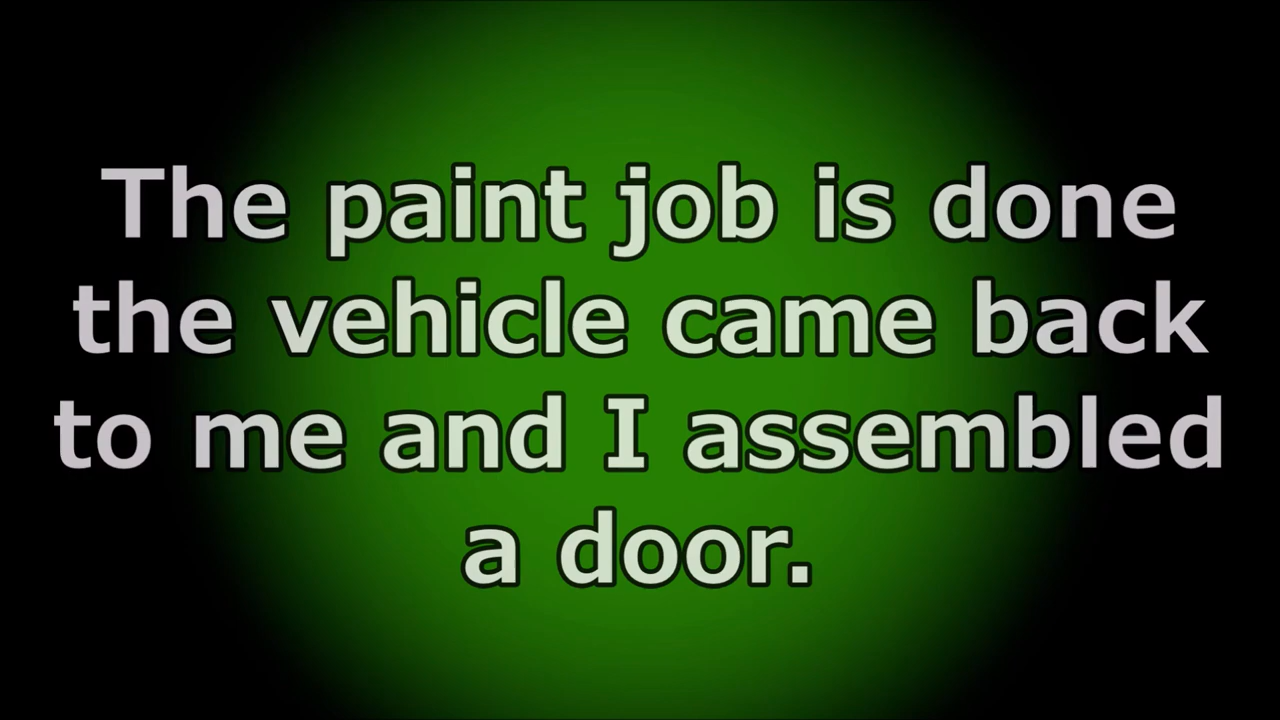 The paint job is done
the vehicle came back
to me and I assembled
a door.